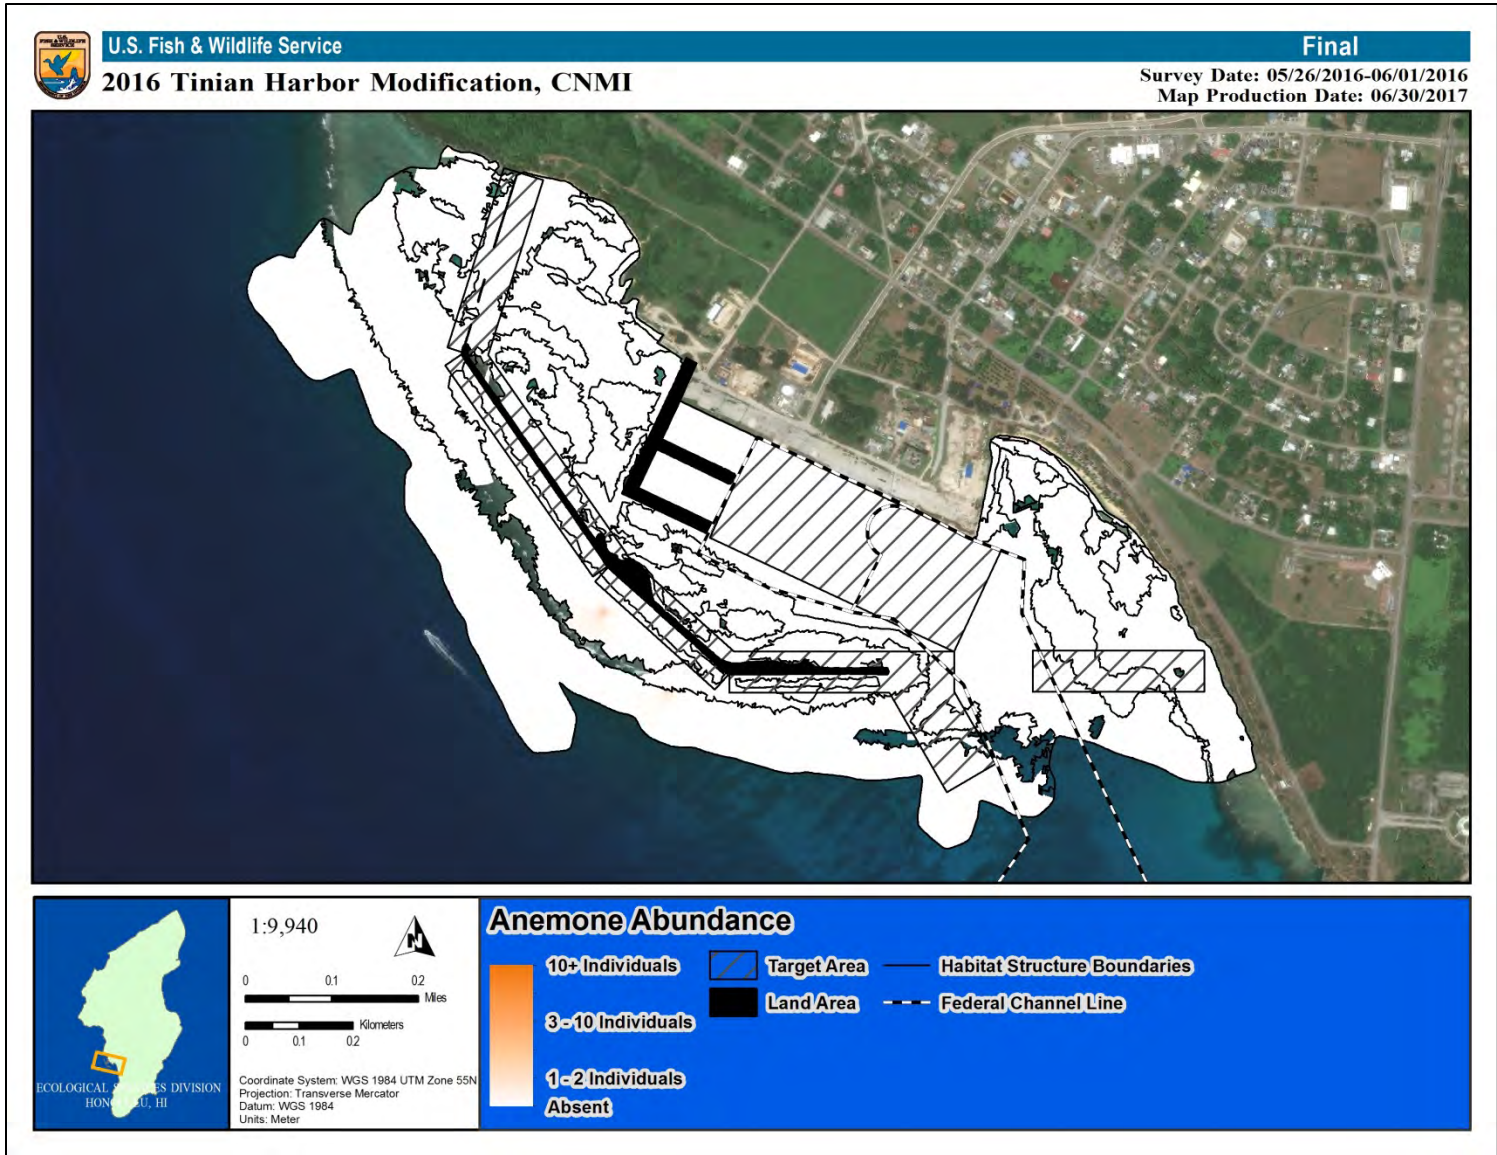 U.S.
FISH & WILDLIFE
SERVICE
U.S. Fish & Wildlife Service
Final
2016 Tinian Harbor Modification, CNMI
Survey Date: 05/26/2016-06/01/2016
Map Production Date: 06/30/2017
ECOLOGICAL DIVISION
HI
1:9,940
N
0 0.1 0.2
Miles
Kilometers
0 0.1 0.2
Coordinate System: WGS 1984 UTM Zone 55N
Projection: Transverse Mercator
Datum: WGS 1984
Units: Meter
Anemone Abundance
10+ Individuals
3 - 10 Individuals
1 - 2 Individuals
Absent
Target Area
Land Area
Habitat Structure Boundaries
Federal Channel Line